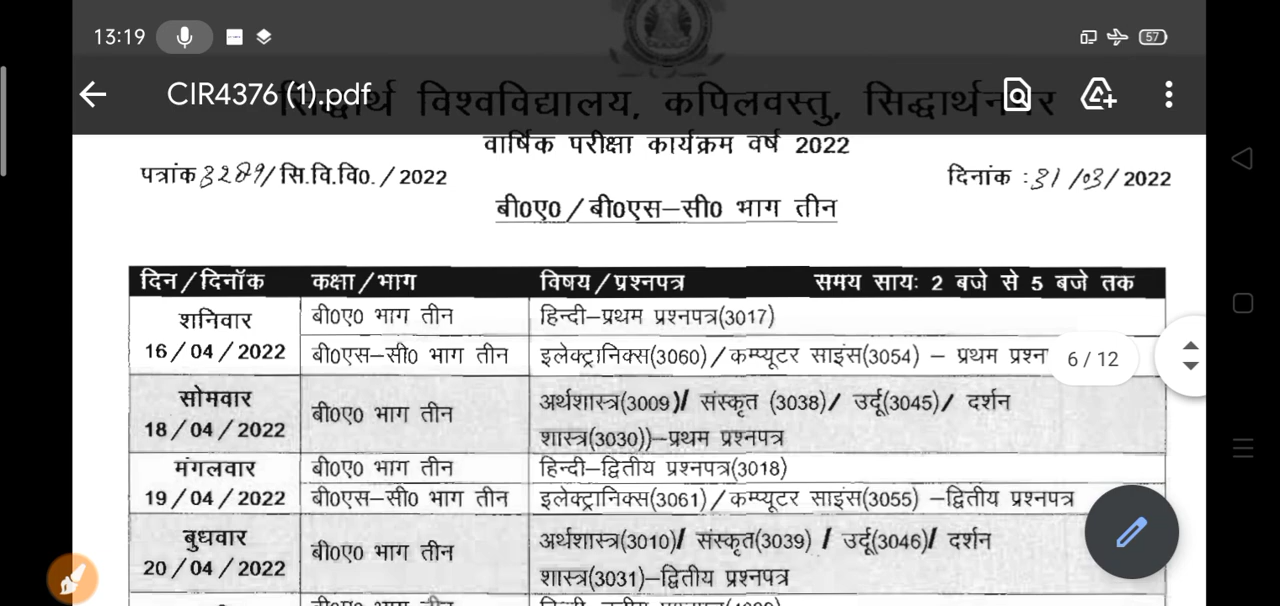 13:19
57
CIR4376 (1).pdf
सिद्धार्थ विश्वविद्यालय, कपिलवस्तु, सिद्धार्थनगर
वार्षिक परीक्षा कार्यक्रम वर्ष 2022
पत्रांक 3289/सि.वि.वि0. / 2022 दिनांक : 31 /03/ 2022
बी0ए0 / बी0एस–सी0 भाग तीन
दिन / दिनॉक कक्षा / भाग विषय / प्रश्नपत्र समय सायः 2 बजे से 5 बजे तक
शनिवार
16 / 04 / 2022
बी0ए0 भाग तीन हिन्दी–प्रथम प्रश्नपत्र(3017)
बी0एस–सी0 भाग तीन इलेक्ट्रानिक्स(3060) / कम्प्यूटर साइंस(3054) – प्रथम प्रश्न
6 / 12
सोमवार
18 / 04 / 2022
बी0ए0 भाग तीन
अर्थशास्त्र(3009)/ संस्कृत (3038)/ उर्दू(3045)/ दर्शन
शास्त्र(3030))–प्रथम प्रश्नपत्र
मंगलवार
19 / 04 / 2022
बी0ए0 भाग तीन हिन्दी–द्वितीय प्रश्नपत्र(3018)
बी0एस–सी0 भाग तीन इलेक्ट्रानिक्स(3061) / कम्प्यूटर साइंस(3055) –द्वितीय प्रश्नपत्र
बुधवार
20 / 04 / 2022
बी0ए0 भाग तीन
अर्थशास्त्र(3010)/ संस्कृत(3039) / उर्दू(3046)/ दर्शन
शास्त्र(3031)–द्वितीय प्रश्नपत्र